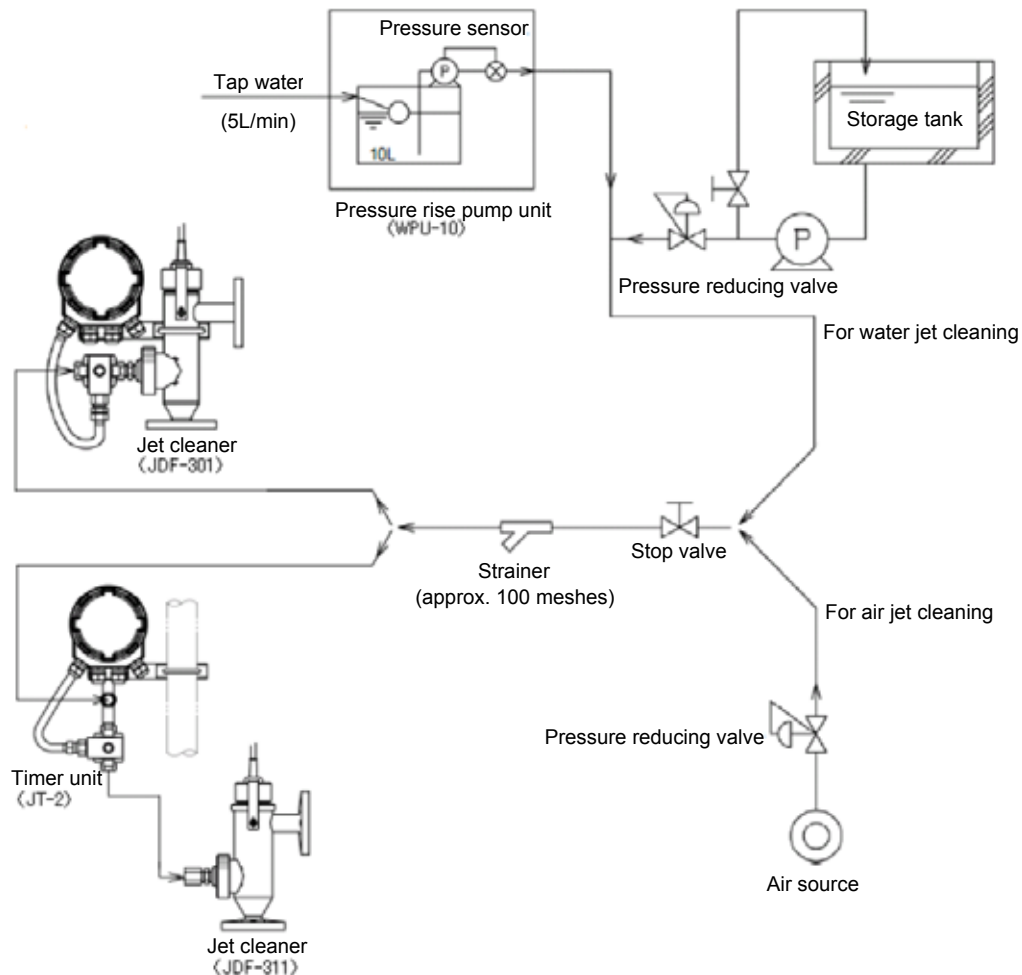 Pressure sensor
P
Tap water
(5L/min)
10L
Pressure rise pump unit
(WPU-10)
Storage tank
P
Pressure reducing valve
For water jet cleaning
Jet cleaner
(JDF-301)
Stop valve
Strainer
(approx. 100 meshes)
For air jet cleaning
Pressure reducing valve
Timer unit
(JT-2)
Air source
Jet cleaner
(JDF-311)